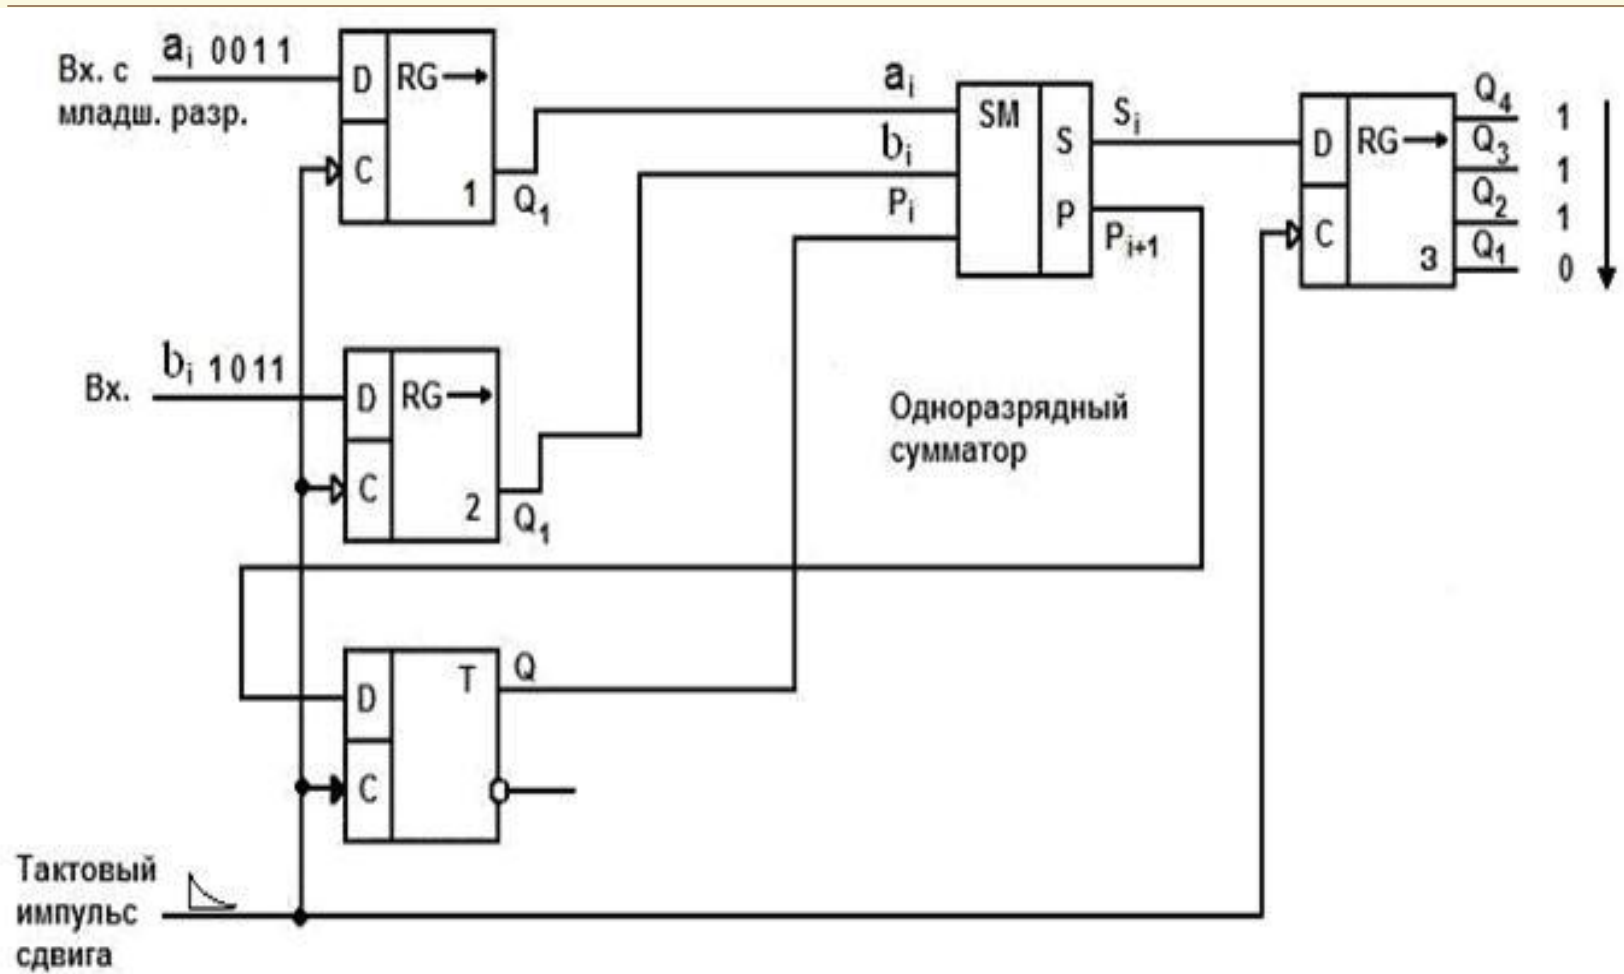 Вх. с
младш. разр.
aᵢ 0011
D
RG
C
1
Q₁
aᵢ
bᵢ
Pᵢ
SM
S
P
Sᵢ
Pᵢ₊₁
D
RG
C
3
Q₄ 1
Q₃ 1
Q₂ 1
Q₁ 0
Вх.
bᵢ 1011
D
RG
C
2
Q₁
Одноразрядный
сумматор
D
T
C
Q
Тактовый
импульс
сдвига